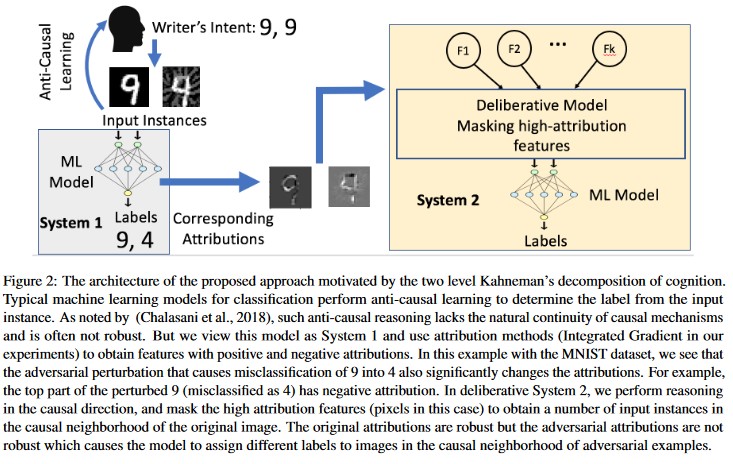 Writer's Intent: 9, 9
Anti-Causal
Learning
Input Instances
ML
Model
System 1
Labels
9, 4
Corresponding
Attributions
F1
F2
...
Fk
Deliberative Model
Masking high-attribution
features
System 2
ML Model
Labels
Figure 2: The architecture of the proposed approach motivated by the two level Kahneman's decomposition of cognition.
Typical machine learning models for classification perform anti-causal learning to determine the label from the input
instance. As noted by (Chalasani et al., 2018), such anti-causal reasoning lacks the natural continuity of causal mechanisms
and is often not robust. But we view this model as System 1 and use attribution methods (Integrated Gradient in our
experiments) to obtain features with positive and negative attributions. In this example with the MNIST dataset, we see that
the adversarial perturbation that causes misclassification of 9 into 4 also significantly changes the attributions. For example,
the top part of the perturbed 9 (misclassified as 4) has negative attribution. In deliberative System 2, we perform reasoning
in the causal direction, and mask the high attribution features (pixels in this case) to obtain a number of input instances in
the causal neighborhood of the original image. The original attributions are robust but the adversarial attributions are not
robust which causes the model to assign different labels to images in the causal neighborhood of adversarial examples.